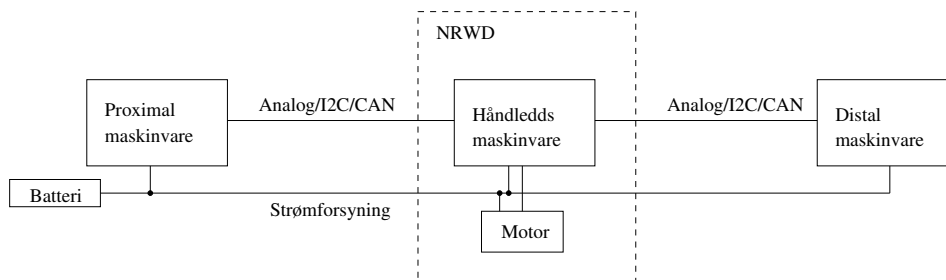 NRWD
Proximal
maskinvare
Analog/I2C/CAN
Håndledds
maskinvare
Analog/I2C/CAN
Distal
maskinvare
Batteri
Strømforsyning
Motor